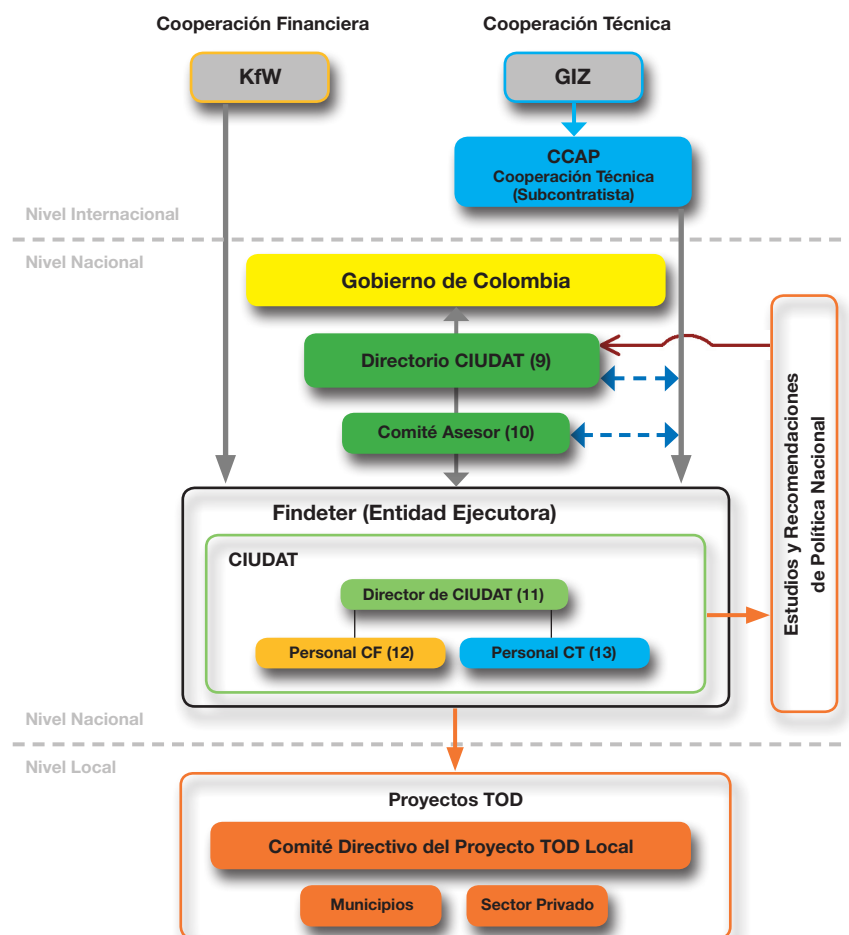 Cooperación Financiera
Cooperación Técnica
KfW
GIZ
CCAP
Cooperación Técnica
(Subcontratista)
Nivel Internacional
Nivel Nacional
Gobierno de Colombia
Directorio CIUDAT (9)
Comité Asesor (10)
Estudios y Recomendaciones
de Política Nacional
Findeter (Entidad Ejecutora)
CIUDAT
Director de CIUDAT (11)
Personal CF (12)
Personal CT (13)
Nivel Nacional
Nivel Local
Proyectos TOD
Comité Directivo del Proyecto TOD Local
Municipios
Sector Privado